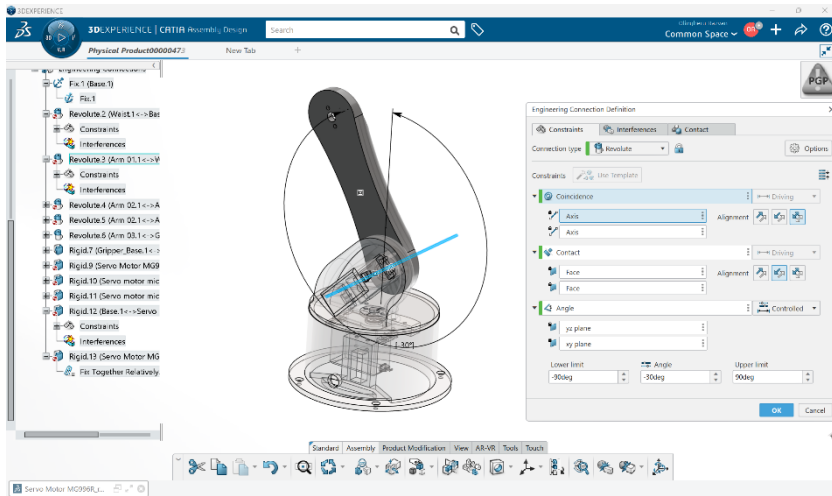 3DEXPERIENCE
3DEXPERIENCE | CATIA Assembly Design
Search
Common Space
Physical Product00000473
New Tab
Engineering Connections
Fix.1 (Base.1)
Fix.1
Revolute.2 (Waist.1<->Bas
Constraints
Interferences
Revolute.3 (Arm 01.1<->W
Constraints
Interferences
Revolute.4 (Arm 02.1<->A
Revolute.5 (Arm 02.1<->A
Revolute.6 (Arm 03.1<->G
Rigid.7 (Gripper_Base.1<->
Rigid.9 (Servo Motor MG9
Rigid.10 (Servo motor mic
Rigid.11 (Servo motor mic
Rigid.12 (Base.1<->Servo
Constraints
Interferences
Rigid.13 (Servo Motor MG
Fix Together Relatively.
PGP
Engineering Connection Definition
Constraints
Interferences
Contact
Connection type
Revolute
Options
Constraints
Use Template
Coincidence
Driving
Axis
Alignment
Axis
Contact
Driving
Face
Alignment
Face
Angle
Controlled
yz plane
xy plane
Lower limit
Angle
Upper limit
-90deg
-30deg
90deg
OK
Cancel
Standard
Assembly
Product Modification
View
AR-VR
Tools
Touch
Servo Motor MG996R_